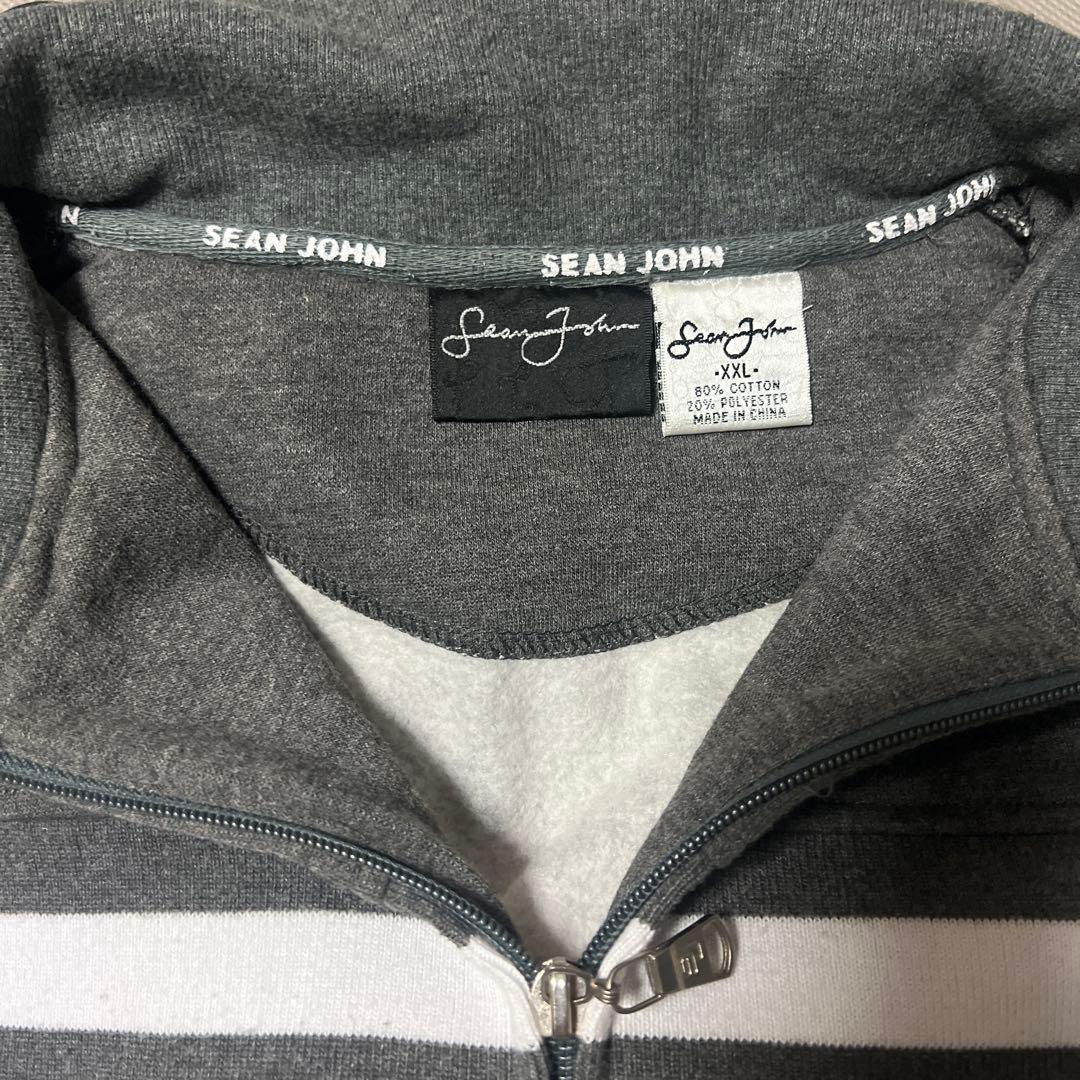 N SEAN JOHN SEAN JOHN SEAN JOHN
Sean John
Sean John
·XXL·
80% COTTON
20% POLYESTER
MADE IN CHINA